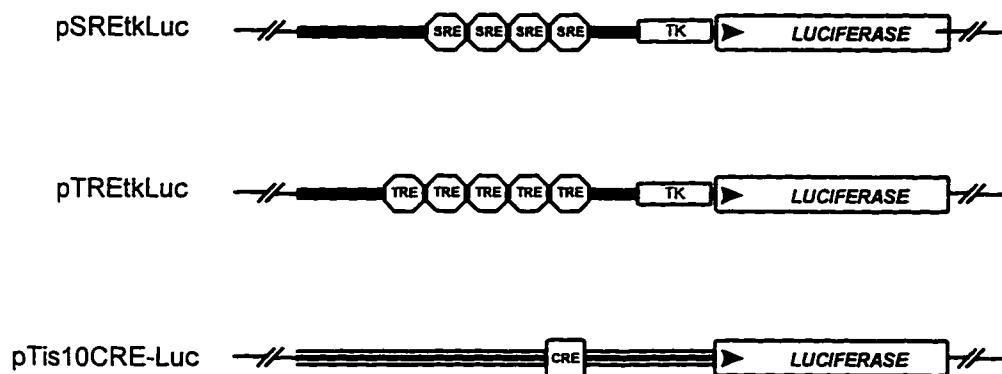 pSREtkLuc SRE SRE SRE SRE TK LUCIFERASE
pTREtkLuc TRE TRE TRE TRE TRE TK LUCIFERASE
pTis10CRE-Luc CRE LUCIFERASE